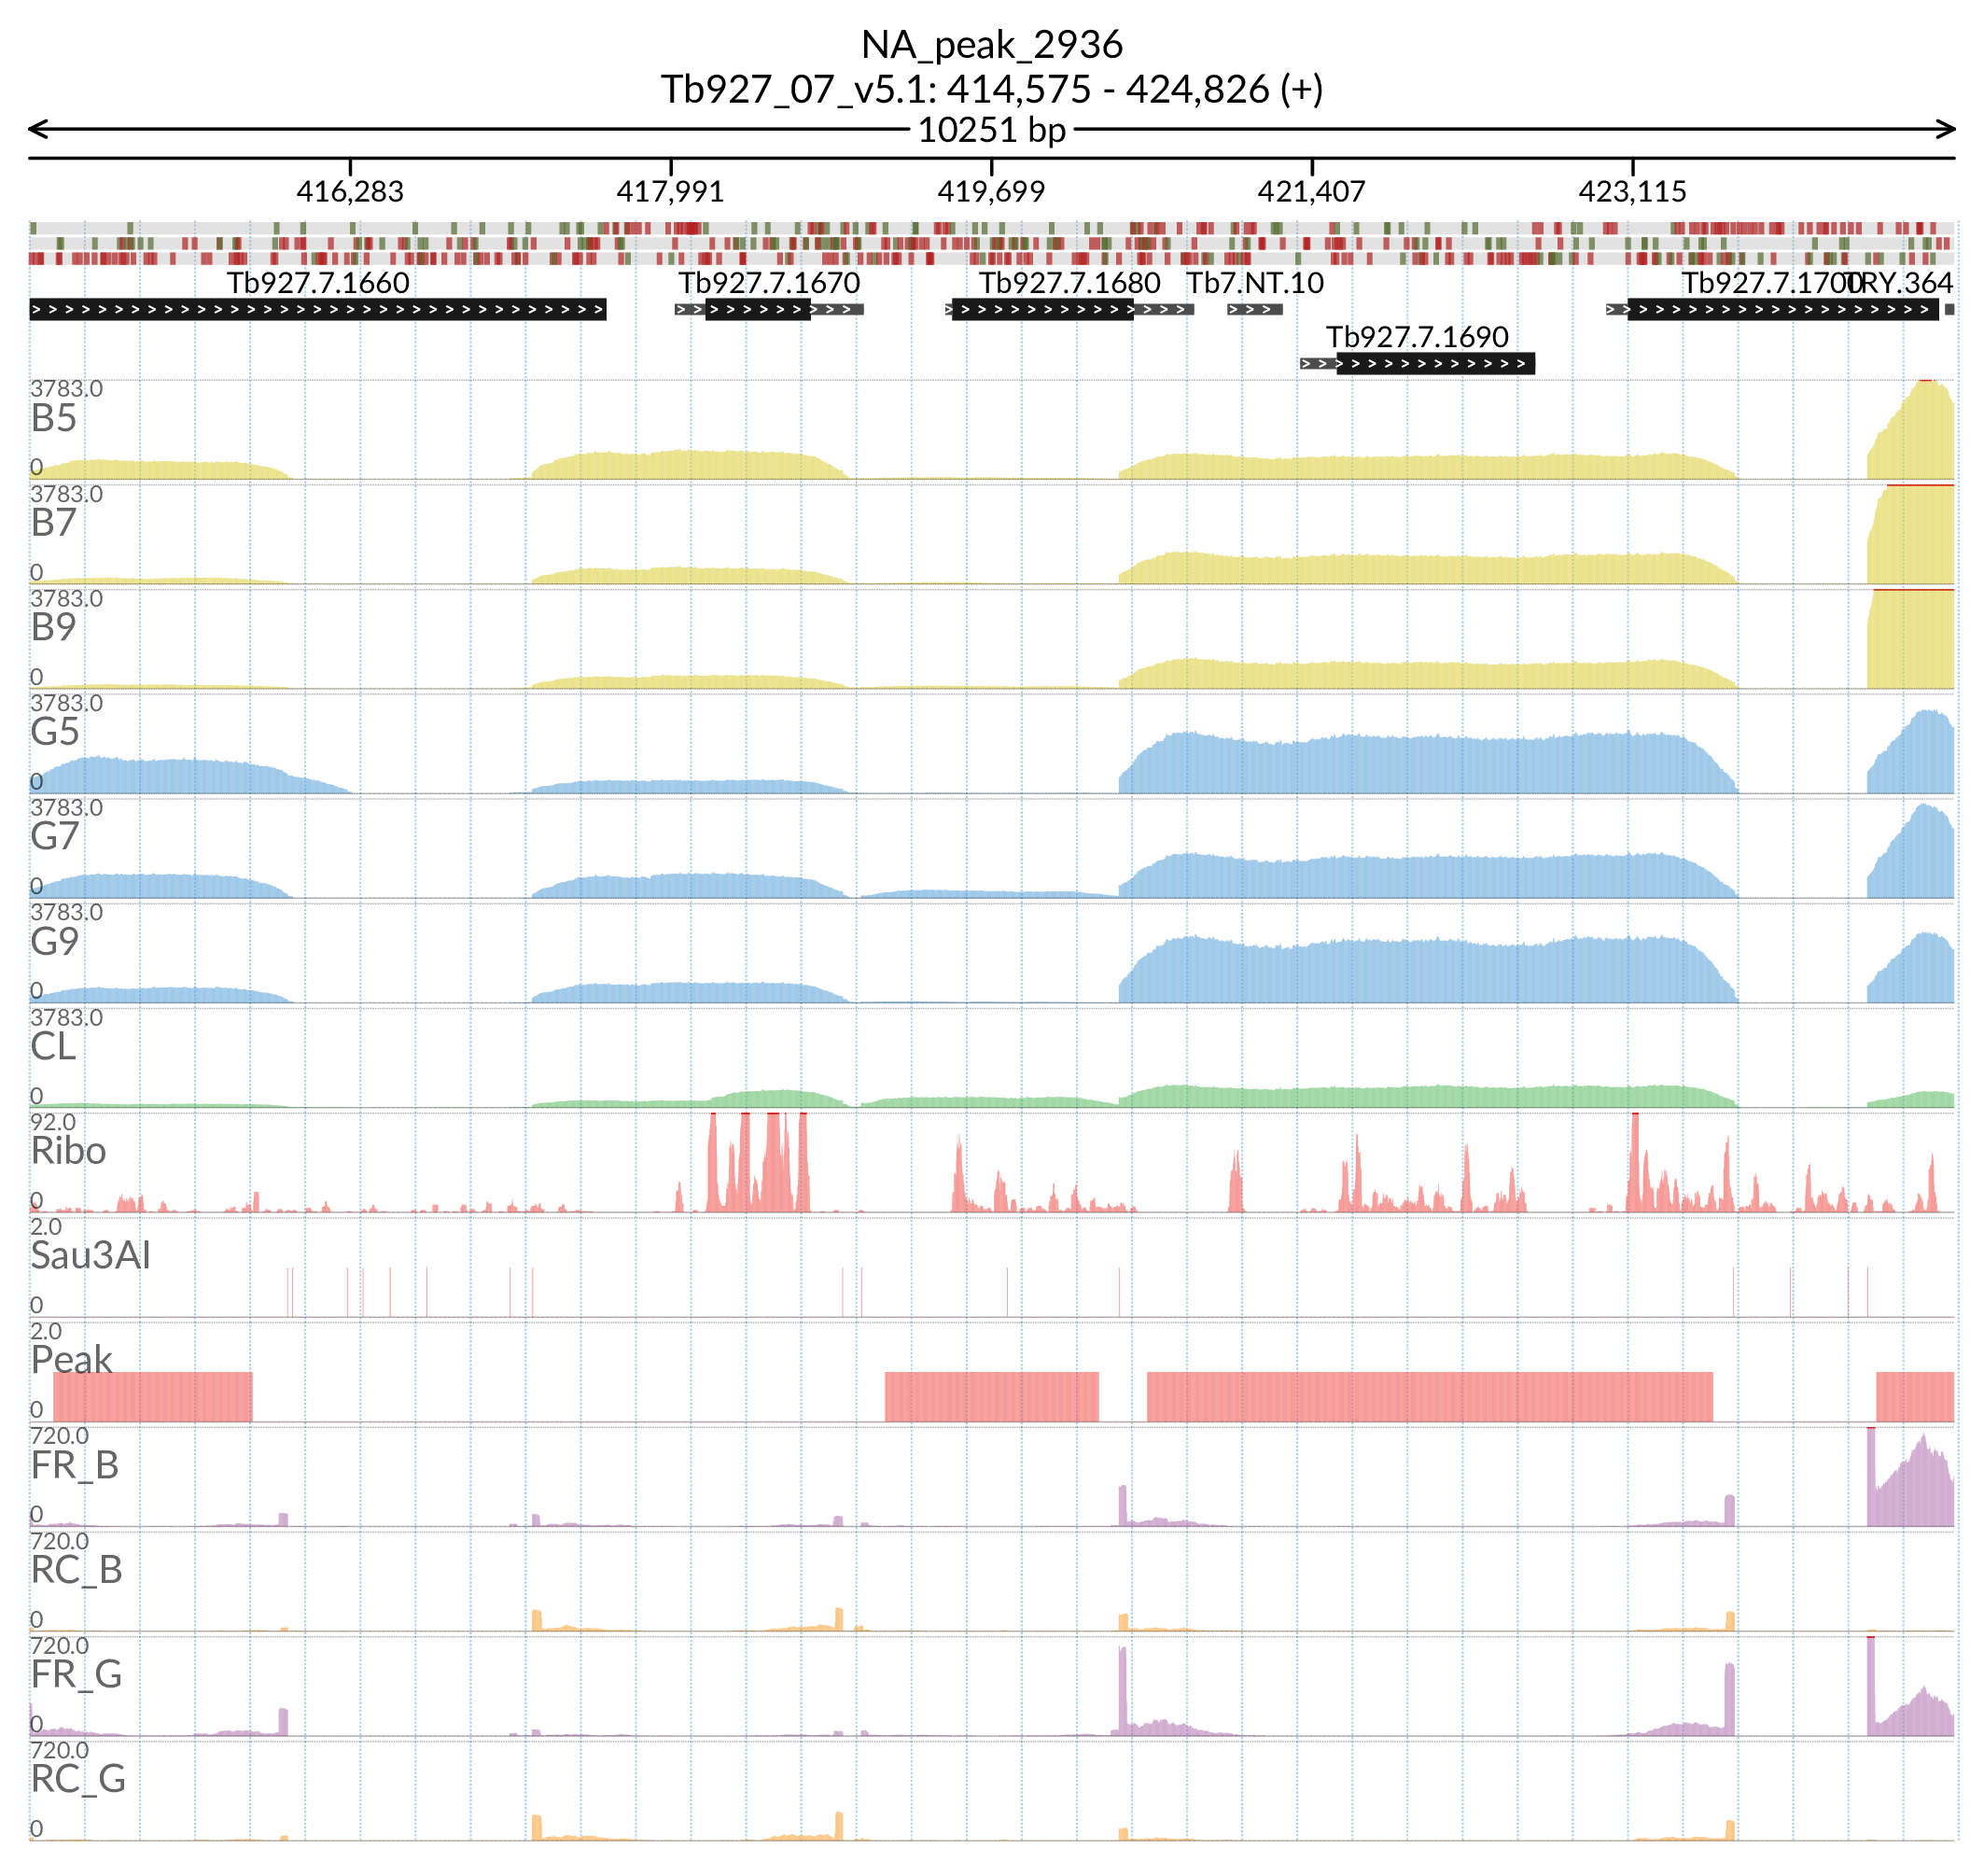 NA_peak_2936
Tb927_07_v5.1: 414,575 - 424,826 (+)
10251 bp
416,283 417,991 419,699 421,407 423,115
Tb927.7.1660 Tb927.7.1670 Tb927.7.1680 Tb7.NT.10 Tb927.7.1700 TRY.364
Tb927.7.1690
3783.0
B5
0
3783.0
B7
0
3783.0
B9
0
3783.0
G5
0
3783.0
G7
0
3783.0
G9
0
3783.0
CL
0
92.0
Ribo
0
2.0
Sau3AI
0
2.0
Peak
0
720.0
FR_B
0
720.0
RC_B
0
720.0
FR_G
0
720.0
RC_G
0